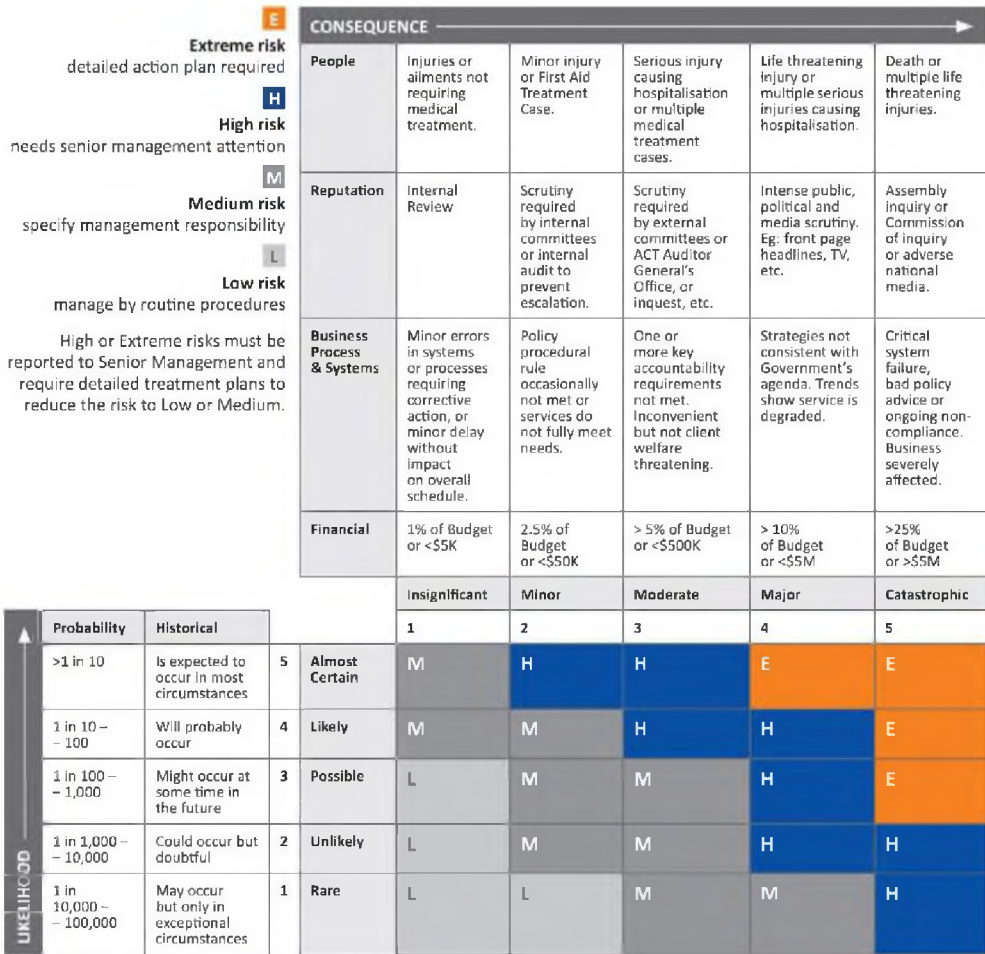 E
Extreme risk
detailed action plan required
H
High risk
needs senior management attention
M
Medium risk
specify management responsibility
L
Low risk
manage by routine procedures
High or Extreme risks must be
reported to Senior Management and
require detailed treatment plans to
reduce the risk to Low or Medium.
CONSEQUENCE
People
Injuries or
ailments not
requiring
medical
treatment.
Minor injury
or First Aid
Treatment
Case.
Serious injury
causing
hospitalisation
or multiple
medical
treatment
cases.
Life threatening
injury or
multiple serious
injuries causing
hospitalisation.
Death or
multiple life
threatening
injuries.
Reputation
Internal
Review
Scrutiny
required
by internal
committees
or internal
audit to
prevent
escalation.
Scrutiny
required
by external
committees or
ACT Auditor
General's
Office, or
inquest, etc.
Intense public,
political and
media scrutiny.
Eg: front page
headlines, TV,
etc.
Assembly
inquiry or
Commission
of inquiry
or adverse
national
media.
Business
Process
& Systems
Minor errors
in systems
or processes
requiring
corrective
action, or
minor delay
without
impact
on overall
schedule.
Policy
procedural
rule
occasionally
not met or
services do
not fully meet
needs.
One or
more key
accountability
requirements
not met.
Inconvenient
but not client
welfare
threatening.
Strategies not
consistent with
Government's
agenda. Trends
show service is
degraded.
Critical
system
failure,
bad policy
advice or
ongoing non-
compliance.
Business
severely
affected.
Financial
1% of Budget
or <$5K
2.5% of
Budget
or <$50K
> 5% of Budget
or <$500K
> 10%
of Budget
or <$5M
>25%
of Budget
or >$5M
Insignificant
Minor
Moderate
Major
Catastrophic
Probability
Historical
1
2
3
4
5
LIKELIHOOD
>1 in 10
Is expected to
occur in most
circumstances
5
Almost
Certain
M
H
H
E
E
1 in 10 –
– 100
Will probably
occur
4
Likely
M
M
H
H
E
1 in 100 –
– 1,000
Might occur at
some time in
the future
3
Possible
L
M
M
H
E
1 in 1,000 –
– 10,000
Could occur but
doubtful
2
Unlikely
L
M
M
H
H
1 in
10,000 –
– 100,000
May occur
but only in
exceptional
circumstances
1
Rare
L
L
M
M
H